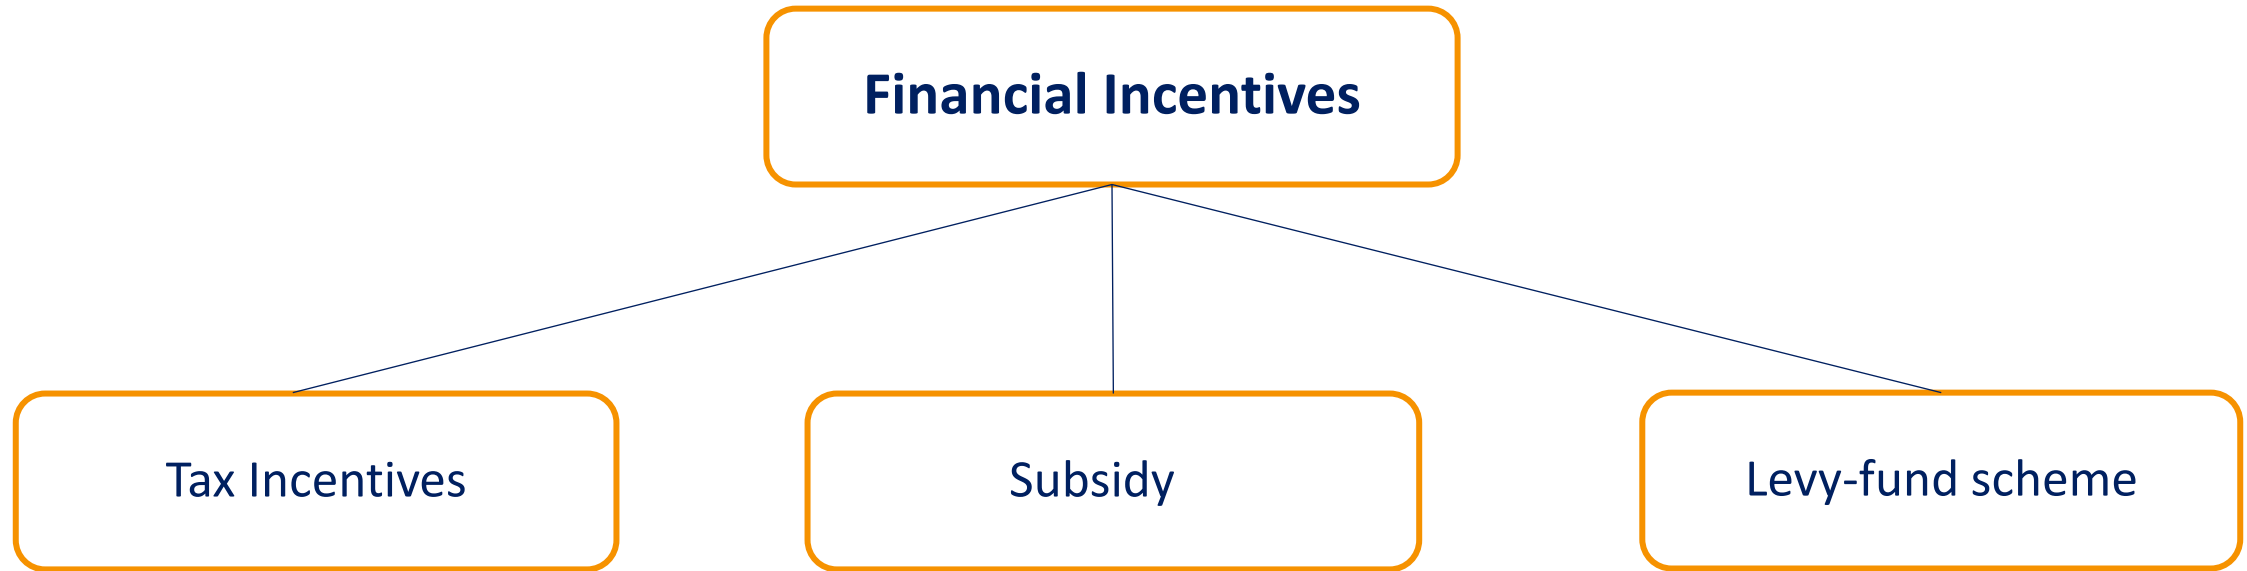 Financial Incentives
Tax Incentives
Subsidy
Levy-fund scheme